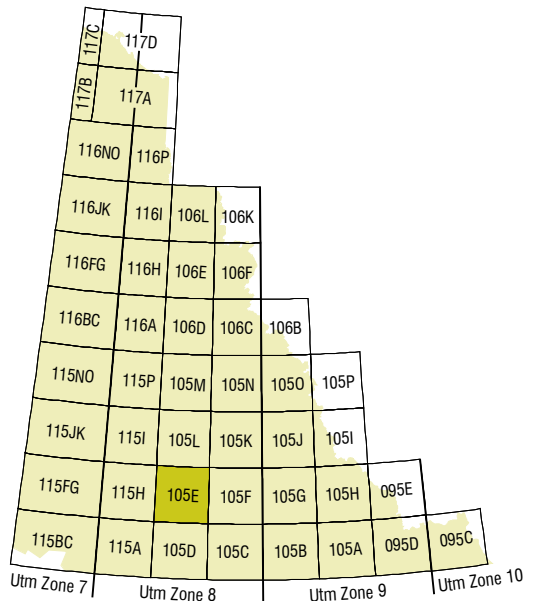 117C 117D
117B 117A
116NO 116P
116JK 116I 106L 106K
116FG 116H 106E 106F
116BC 116A 106D 106C 106B
115NO 115P 105M 105N 105O 105P
115JK 115I 105L 105K 105J 105I
115FG 115H 105E 105F 105G 105H 095E
115BC 115A 105D 105C 105B 105A 095D 095C
Utm Zone 7 Utm Zone 8 Utm Zone 9 Utm Zone 10